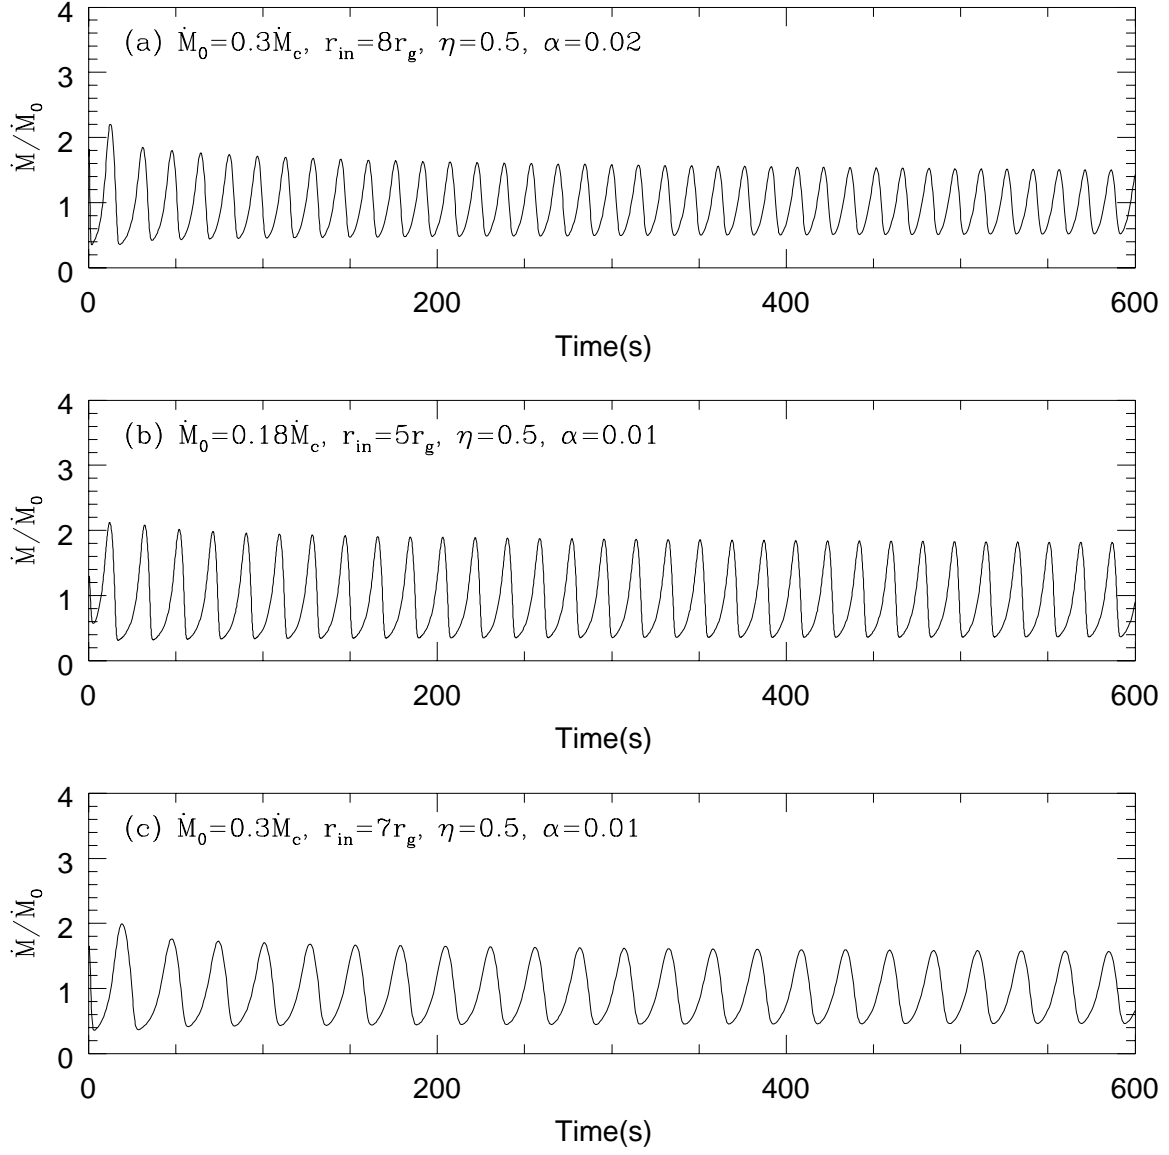 4
(a) Ṁ₀=0.3Ṁc, rin=8rg, η=0.5, α=0.02
3
Ṁ/Ṁ₀
2
1
0
0 200 400 600
Time(s)
4
(b) Ṁ₀=0.18Ṁc, rin=5rg, η=0.5, α=0.01
3
Ṁ/Ṁ₀
2
1
0
0 200 400 600
Time(s)
4
(c) Ṁ₀=0.3Ṁc, rin=7rg, η=0.5, α=0.01
3
Ṁ/Ṁ₀
2
1
0
0 200 400 600
Time(s)